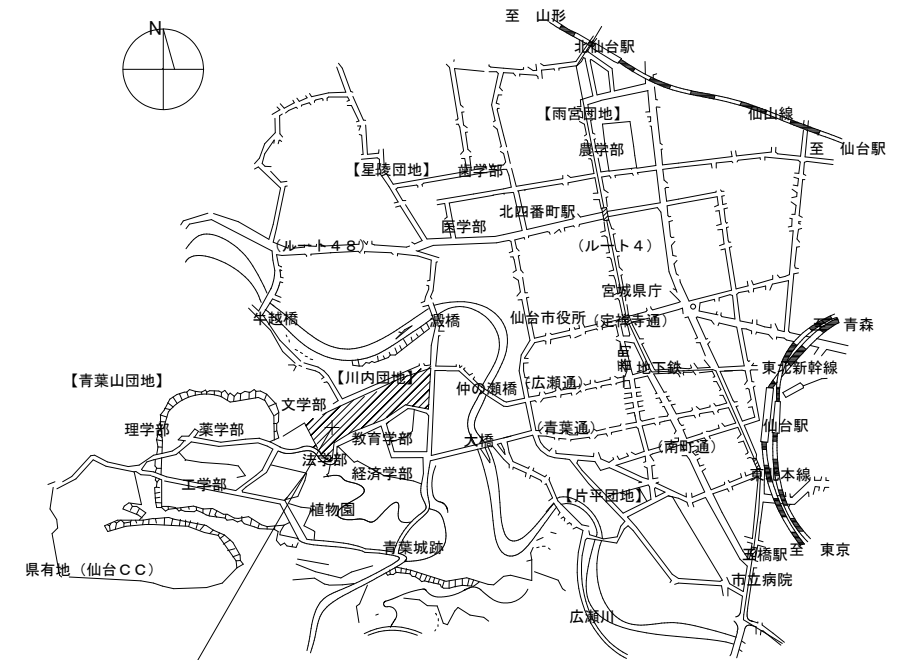 至　山形
N
北仙台駅
【雨宮団地】
仙山線
農学部
至　仙台駅
【星陵団地】
歯学部
北四番町駅
医学部
（ルート４８）
（ルート４）
宮城県庁
牛越橋
澱橋
仙台市役所
（定禅寺通）
至　青森
地下鉄
東北新幹線
【青葉山団地】
【川内団地】
仲の瀬橋
（広瀬通）
文学部
理学部
薬学部
教育学部
大橋
（青葉通）
仙台駅
（南町通）
法学部
経済学部
東北本線
工学部
【片平団地】
植物園
青葉城跡
五橋駅
至　東京
県有地（仙台ＣＣ）
市立病院
広瀬川